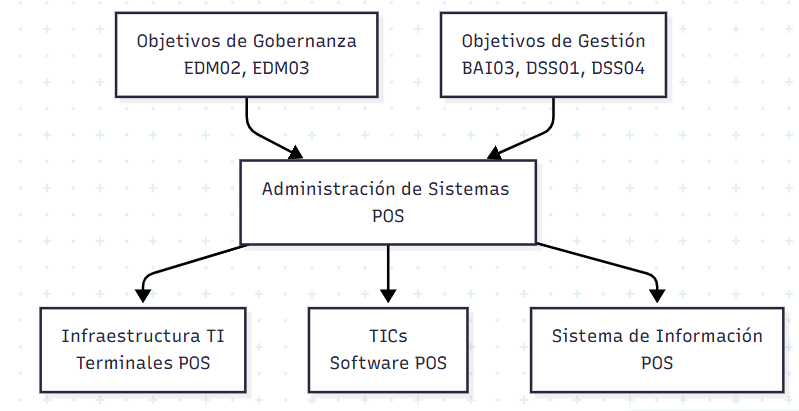 Objetivos de Gobernanza
EDM02, EDM03
Objetivos de Gestión
BAI03, DSS01, DSS04
Administración de Sistemas
POS
Infraestructura TI
Terminales POS
TICs
Software POS
Sistema de Información
POS